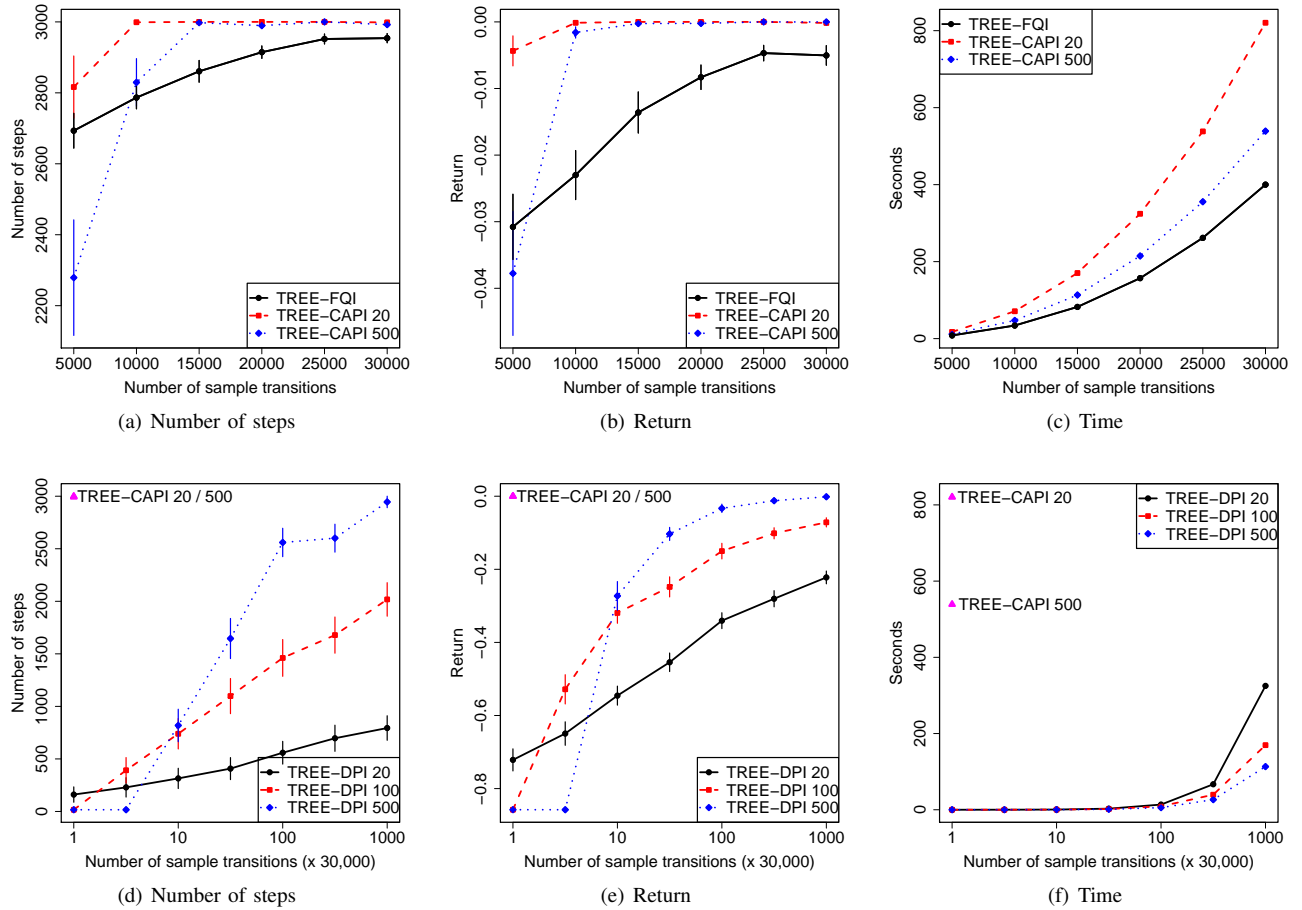 Number of steps
3000
2800
2600
2400
2200
TREE−FQI
TREE−CAPI 20
TREE−CAPI 500
5000 10000 15000 20000 25000 30000
Number of sample transitions
(a) Number of steps
Return
0.00
−0.01
−0.02
−0.03
−0.04
TREE−FQI
TREE−CAPI 20
TREE−CAPI 500
5000 10000 15000 20000 25000 30000
Number of sample transitions
(b) Return
Seconds
800
600
400
200
0
TREE−FQI
TREE−CAPI 20
TREE−CAPI 500
5000 10000 15000 20000 25000 30000
Number of sample transitions
(c) Time
Number of steps
3000
2500
2000
1500
1000
500
0
TREE−CAPI 20 / 500
TREE−DPI 20
TREE−DPI 100
TREE−DPI 500
1 10 100 1000
Number of sample transitions (x 30,000)
(d) Number of steps
Return
0.0
−0.2
−0.4
−0.6
−0.8
TREE−CAPI 20 / 500
TREE−DPI 20
TREE−DPI 100
TREE−DPI 500
1 10 100 1000
Number of sample transitions (x 30,000)
(e) Return
Seconds
800
600
400
200
0
TREE−CAPI 20
TREE−CAPI 500
TREE−DPI 20
TREE−DPI 100
TREE−DPI 500
1 10 100 1000
Number of sample transitions (x 30,000)
(f) Time